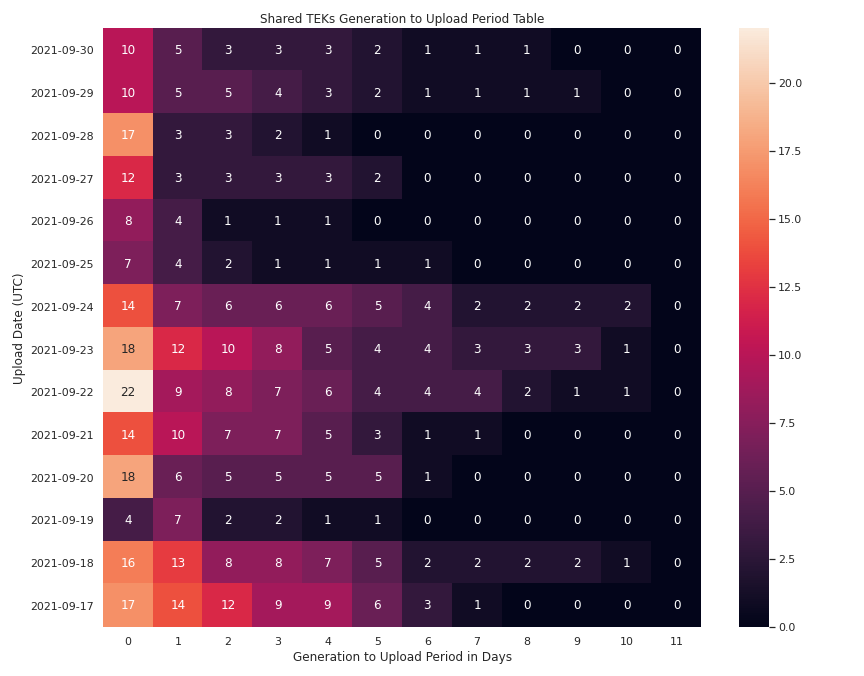 Shared TEKs Generation to Upload Period Table
Upload Date (UTC)
2021-09-30 10 5 3 3 3 2 1 1 1 0 0 0
2021-09-29 10 5 5 4 3 2 1 1 1 1 0 0
2021-09-28 17 3 3 2 1 0 0 0 0 0 0 0
2021-09-27 12 3 3 3 3 2 0 0 0 0 0 0
2021-09-26 8 4 1 1 1 0 0 0 0 0 0 0
2021-09-25 7 4 2 1 1 1 1 0 0 0 0 0
2021-09-24 14 7 6 6 6 5 4 2 2 2 2 0
2021-09-23 18 12 10 8 5 4 4 3 3 3 1 0
2021-09-22 22 9 8 7 6 4 4 4 2 1 1 0
2021-09-21 14 10 7 7 5 3 1 1 0 0 0 0
2021-09-20 18 6 5 5 5 5 1 0 0 0 0 0
2021-09-19 4 7 2 2 1 1 0 0 0 0 0 0
2021-09-18 16 13 8 8 7 5 2 2 2 2 1 0
2021-09-17 17 14 12 9 9 6 3 1 0 0 0 0
0 1 2 3 4 5 6 7 8 9 10 11
Generation to Upload Period in Days
20.0
17.5
15.0
12.5
10.0
7.5
5.0
2.5
0.0